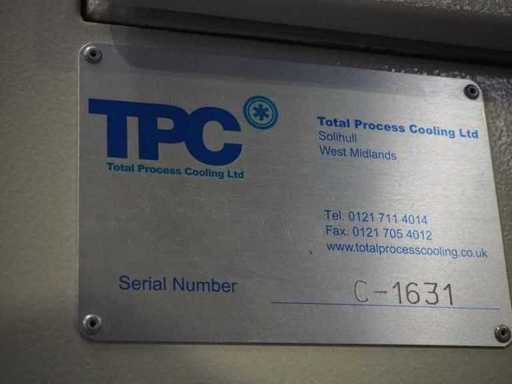 TPC
Total Process Cooling Ltd
Total Process Cooling Ltd
Solihull
West Midlands
Tel: 0121 711 4014
Fax: 0121 705 4012
www.totalprocesscooling.co.uk
Serial Number C-1631